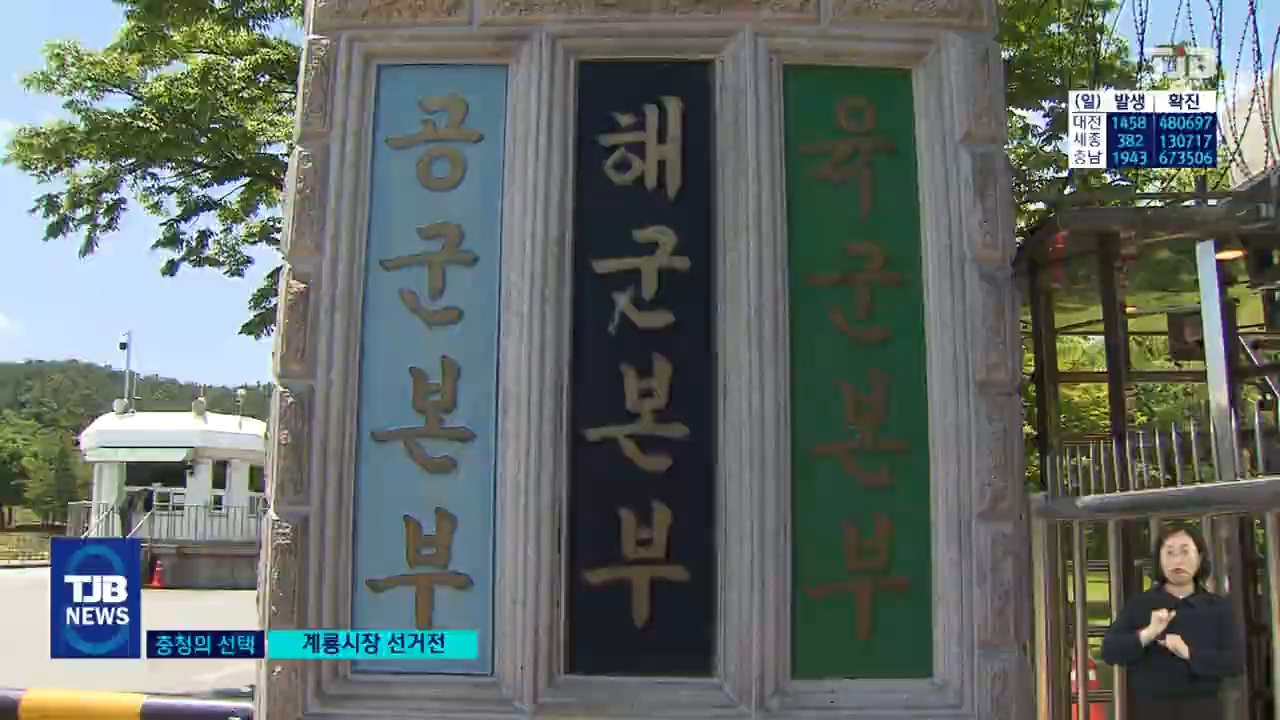 공군본부
해군본부
육군본부
TJB
(일) 발생 확진
대전 1458 480697
세종 382 130717
충남 1943 673506
TJB
NEWS
충청의 선택
계룡시장 선거전